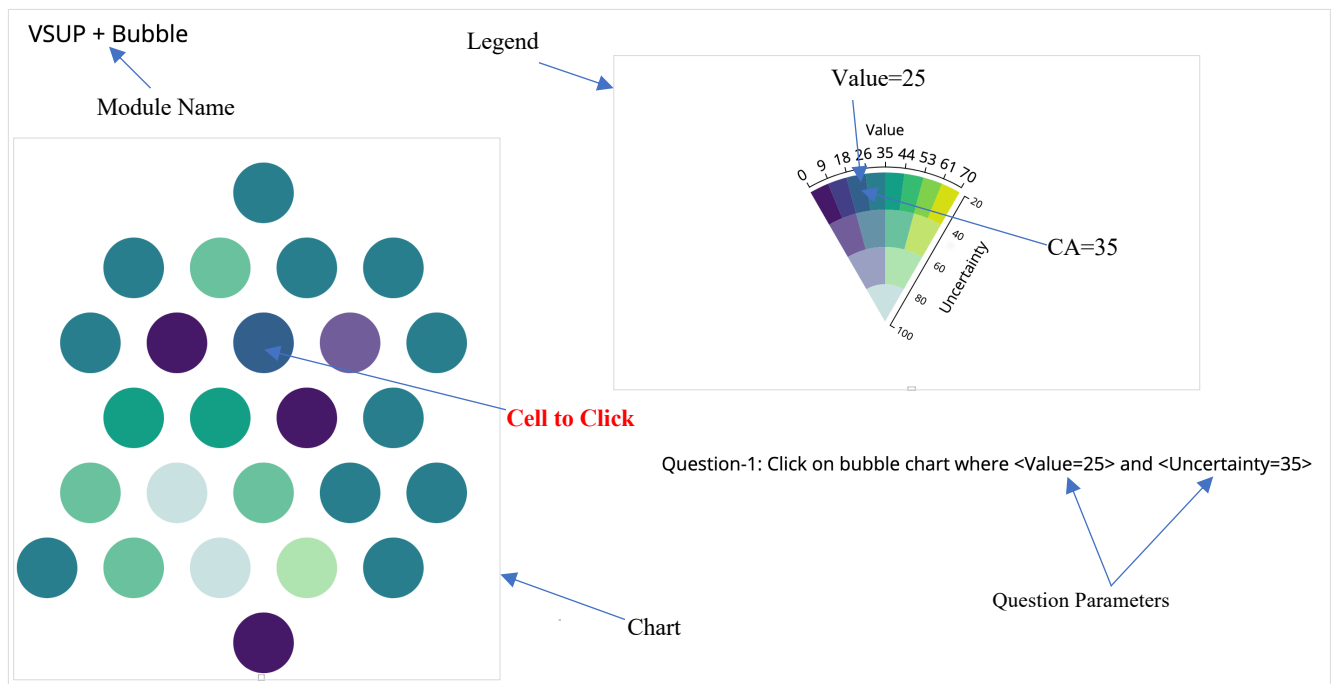 VSUP + Bubble
Module Name
Legend
Value=25
Value
0 9 18 26 35 44 53 61 70
20
40
60
80
100
Uncertainty
CA=35
Cell to Click
Question-1: Click on bubble chart where <Value=25> and <Uncertainty=35>
Question Parameters
Chart